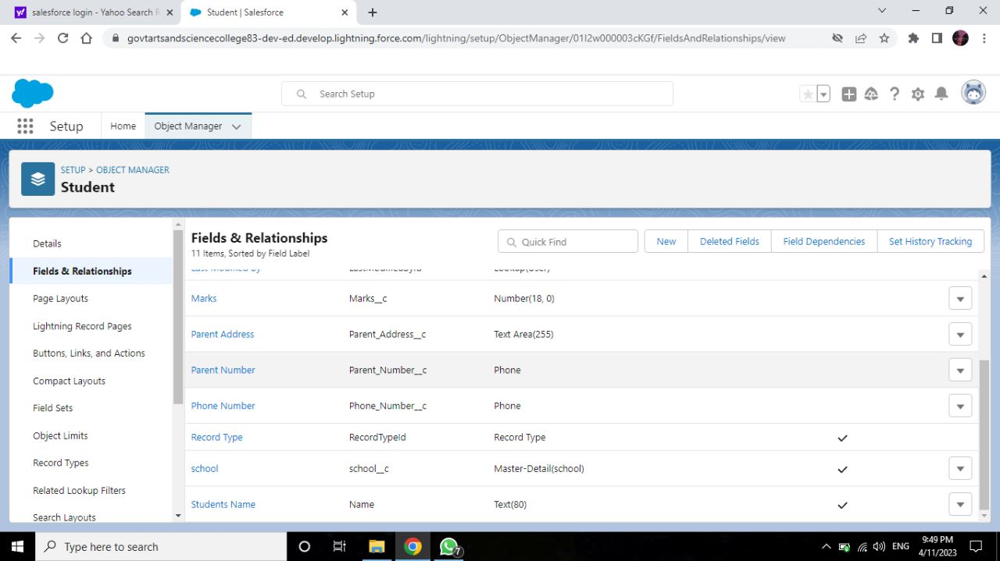 salesforce login - Yahoo Search R
Student | Salesforce
govtartsandsciencecollege83-dev-ed.develop.lightning.force.com/lightning/setup/ObjectManager/01I2w000003cKGf/FieldsAndRelationships/view
Search Setup
Setup
Home
Object Manager
SETUP > OBJECT MANAGER
Student
Details
Fields & Relationships
Page Layouts
Lightning Record Pages
Buttons, Links, and Actions
Compact Layouts
Field Sets
Object Limits
Record Types
Related Lookup Filters
Search Layouts
Fields & Relationships
11 Items, Sorted by Field Label
Quick Find
New
Deleted Fields
Field Dependencies
Set History Tracking
Last Modified By LastModifiedById Lookup(User)
Marks Marks__c Number(18, 0)
Parent Address Parent_Address__c Text Area(255)
Parent Number Parent_Number__c Phone
Phone Number Phone_Number__c Phone
Record Type RecordTypeId Record Type
school school__c Master-Detail(school)
Students Name Name Text(80)
Type here to search
7
ENG
9:49 PM
4/11/2023